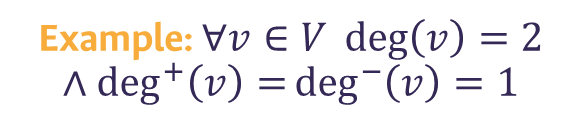 Example: ∀𝑣 ∈ 𝑉 deg(𝑣) = 2
∧ deg⁺(𝑣) = deg⁻(𝑣) = 1